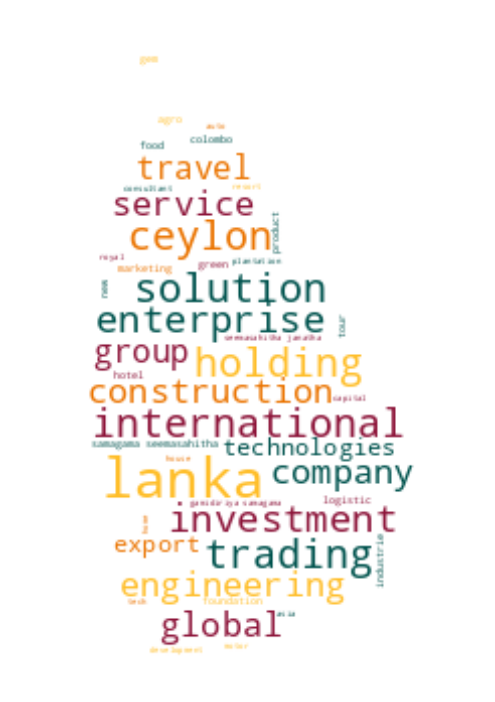 gem
agro
auto
colombo
food
travel
consultant
resort
service
product
ceylon
royal
plantation
green
marketing
new
solution
enterprise
tour
seemasahitha janatha
group
holding
hotel
construction
capital
international
samagama seemasahitha
technologies
house
lanka
company
gamidiriya samagama
logistic
investment
home
export
trading
industrie
engineering
tech
foundation
asia
global
motor
development